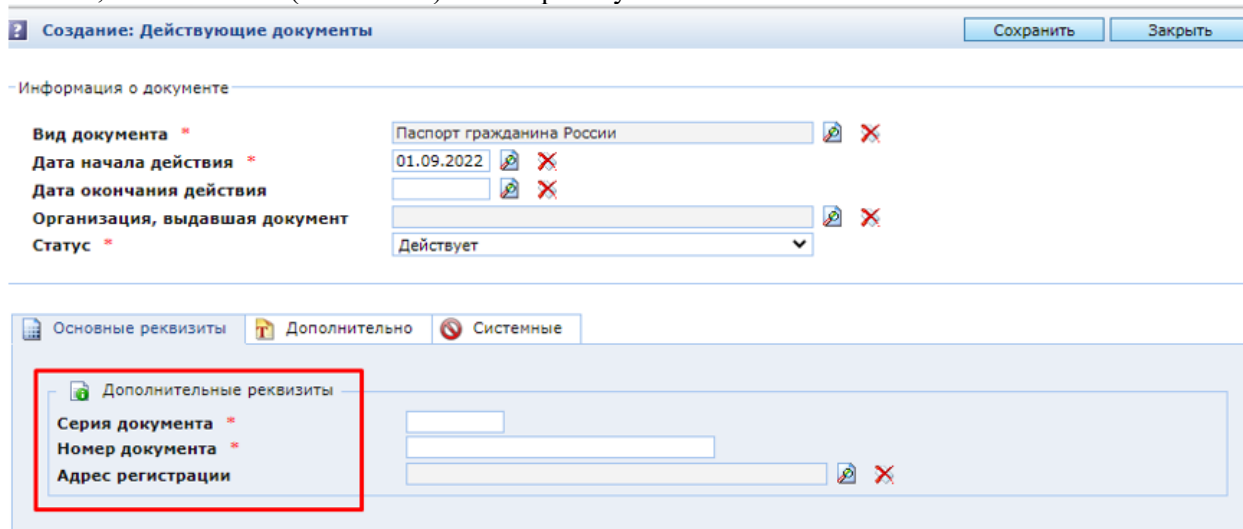 Создание: Действующие документы Сохранить Закрыть
Информация о документе
Вид документа * Паспорт гражданина России
Дата начала действия * 01.09.2022
Дата окончания действия
Организация, выдавшая документ
Статус * Действует
Основные реквизиты Дополнительно Системные
Дополнительные реквизиты
Серия документа *
Номер документа *
Адрес регистрации